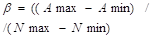 β = (( A max − A min) /
/(N max − N min)